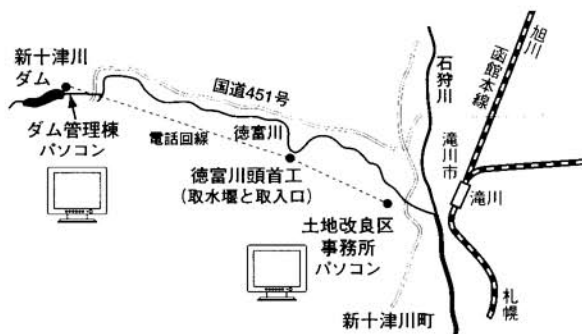 新十津川
ダム
ダム管理棟
パソコン
国道451号
徳富川
電話回線
徳富川頭首工
(取水堰と取入口)
土地改良区
事務所
パソコン
新十津川町
石狩川
函館本線
旭川
滝川市
滝川
札幌